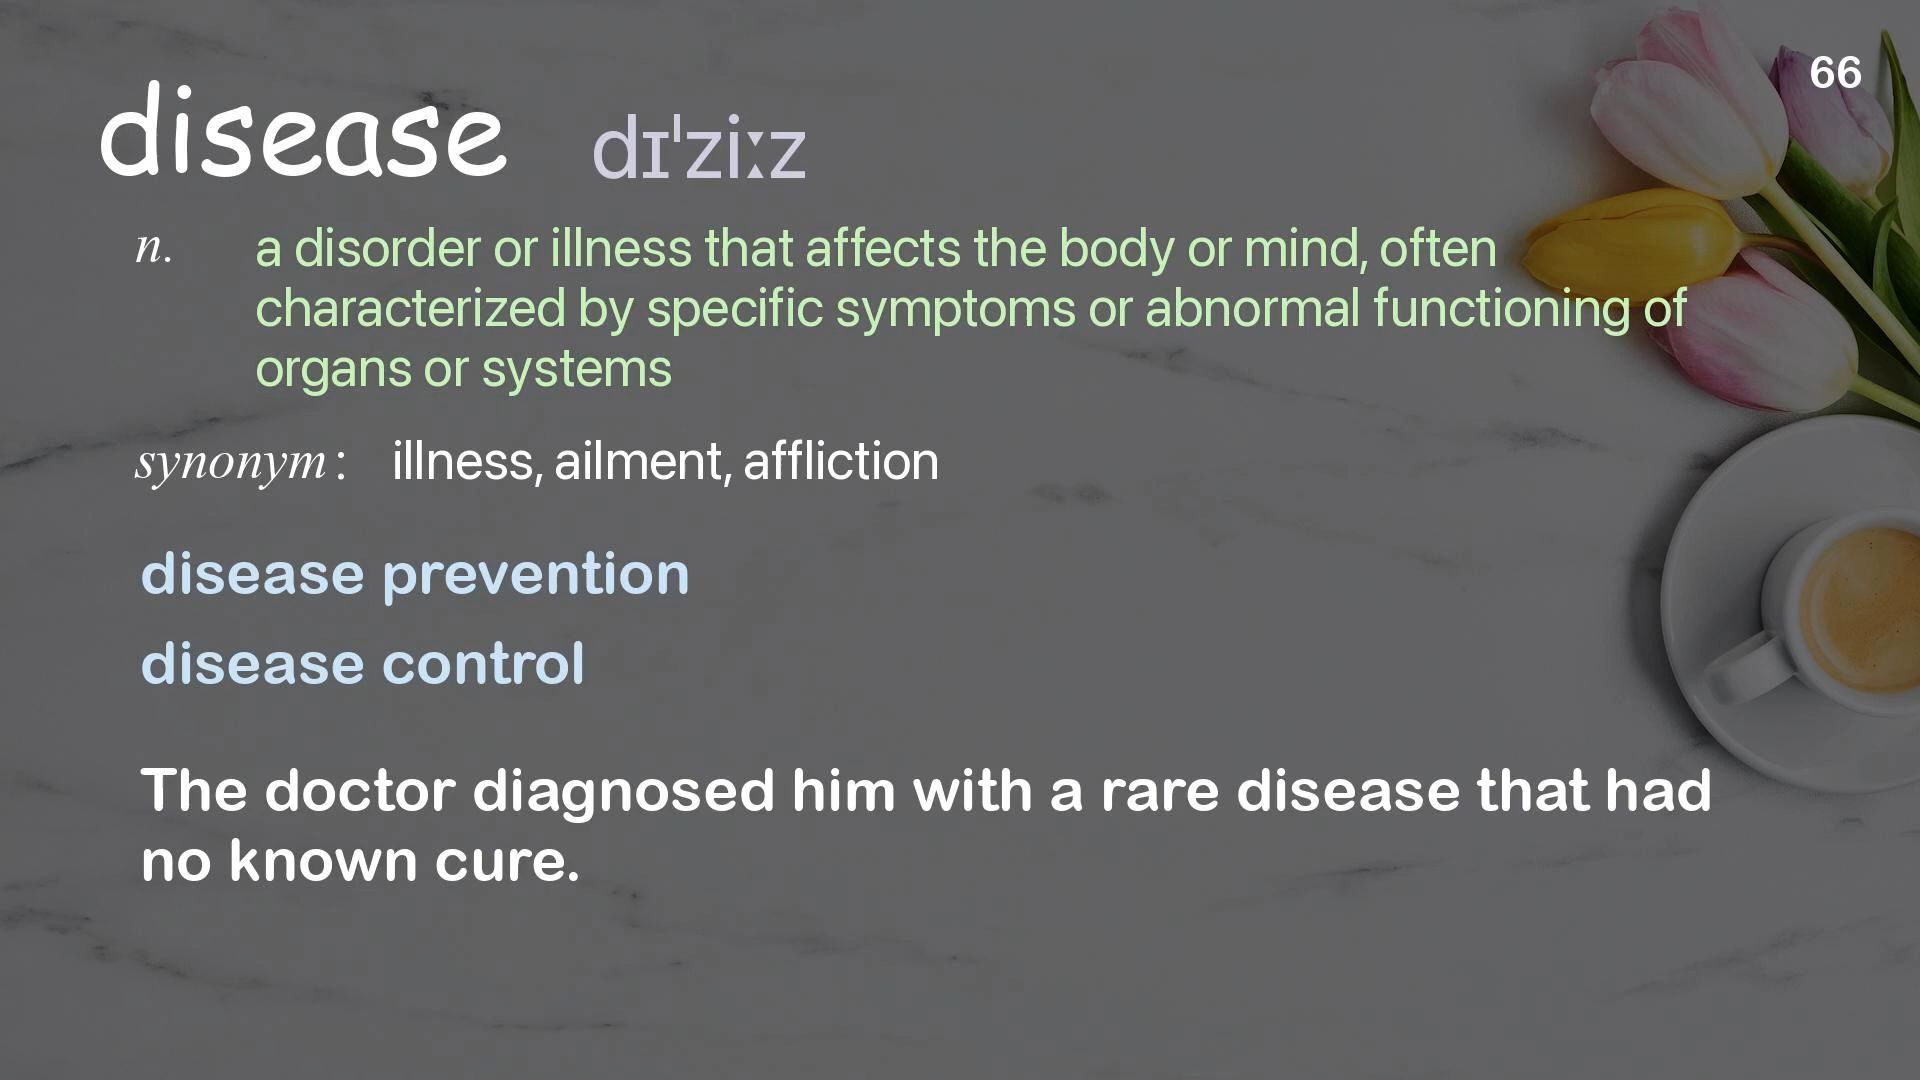 66
disease dɪˈziːz
n. a disorder or illness that affects the body or mind, often
characterized by specific symptoms or abnormal functioning of
organs or systems
synonym: illness, ailment, affliction
disease prevention
disease control
The doctor diagnosed him with a rare disease that had
no known cure.